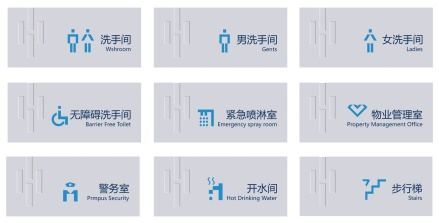 洗手间
Wshroom
男洗手间
Gents
女洗手间
Ladies
无障碍洗手间
Barrier Free Toilet
紧急喷淋室
Emergency spray room
物业管理室
Property Management Office
警务室
Prmpus Security
开水间
Hot Drinking Water
步行梯
Stairs